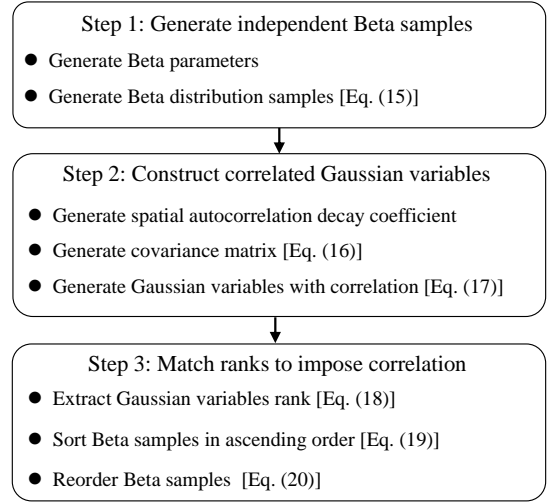 Step 1: Generate independent Beta samples
● Generate Beta parameters
● Generate Beta distribution samples [Eq. (15)]
Step 2: Construct correlated Gaussian variables
● Generate spatial autocorrelation decay coefficient
● Generate covariance matrix [Eq. (16)]
● Generate Gaussian variables with correlation [Eq. (17)]
Step 3: Match ranks to impose correlation
● Extract Gaussian variables rank [Eq. (18)]
● Sort Beta samples in ascending order [Eq. (19)]
● Reorder Beta samples [Eq. (20)]